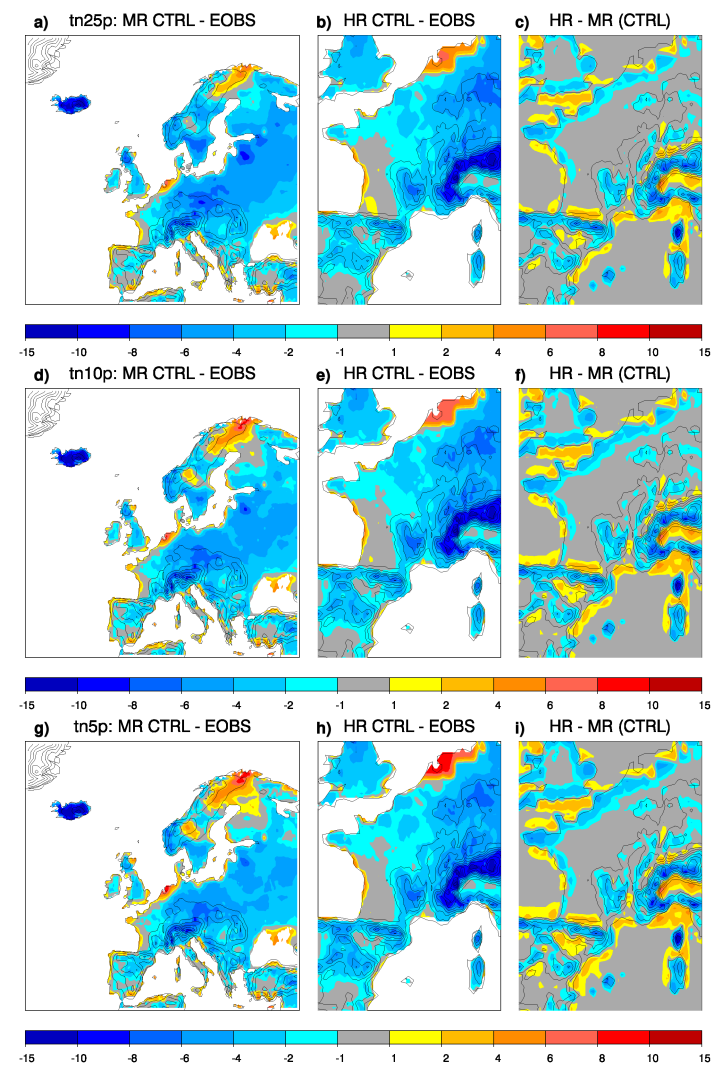 a) tn25p: MR CTRL - EOBS b) HR CTRL - EOBS c) HR - MR (CTRL)
-15 -10 -8 -6 -4 -2 -1 1 2 4 6 8 10 15
d) tn10p: MR CTRL - EOBS e) HR CTRL - EOBS f) HR - MR (CTRL)
-15 -10 -8 -6 -4 -2 -1 1 2 4 6 8 10 15
g) tn5p: MR CTRL - EOBS h) HR CTRL - EOBS i) HR - MR (CTRL)
-15 -10 -8 -6 -4 -2 -1 1 2 4 6 8 10 15